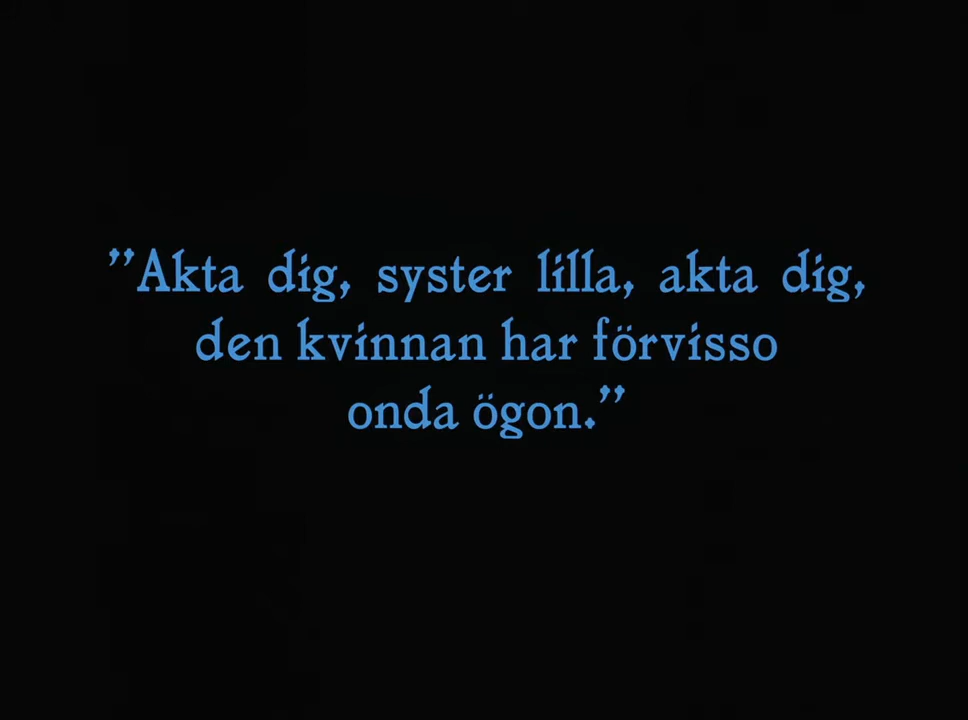 ”Akta dig, syster lilla, akta dig,
den kvinnan har förvisso
onda ögon.”